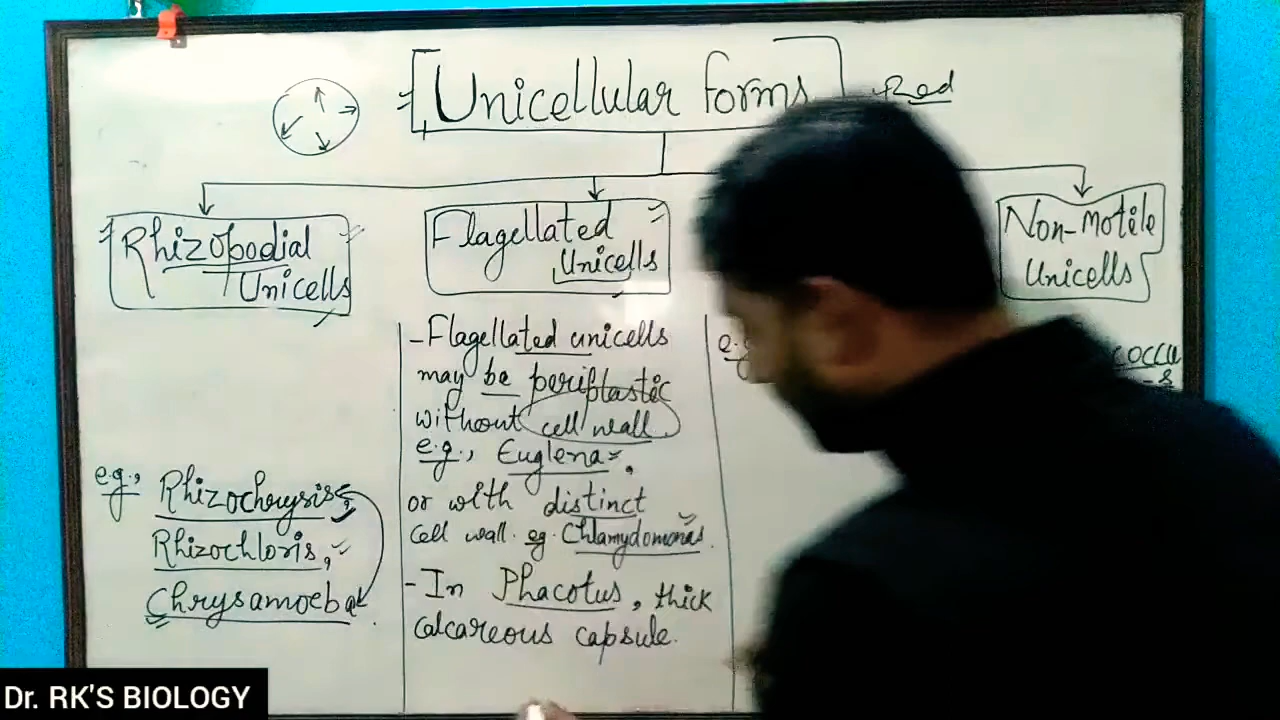 Unicellular forms
Red
Rhizopodial
Unicells
Flagellated
Unicells
Non-Motile
Unicells
e.g., Rhizochrysis,
Rhizochloris,
Chrysamoeba
- Flagellated unicells
may be periplastic
without cell wall
e.g., Euglena,
or with distinct
cell wall. eg. Chlamydomonas.
- In Phacotus, thick
calcareous capsule.
Dr. RK'S BIOLOGY